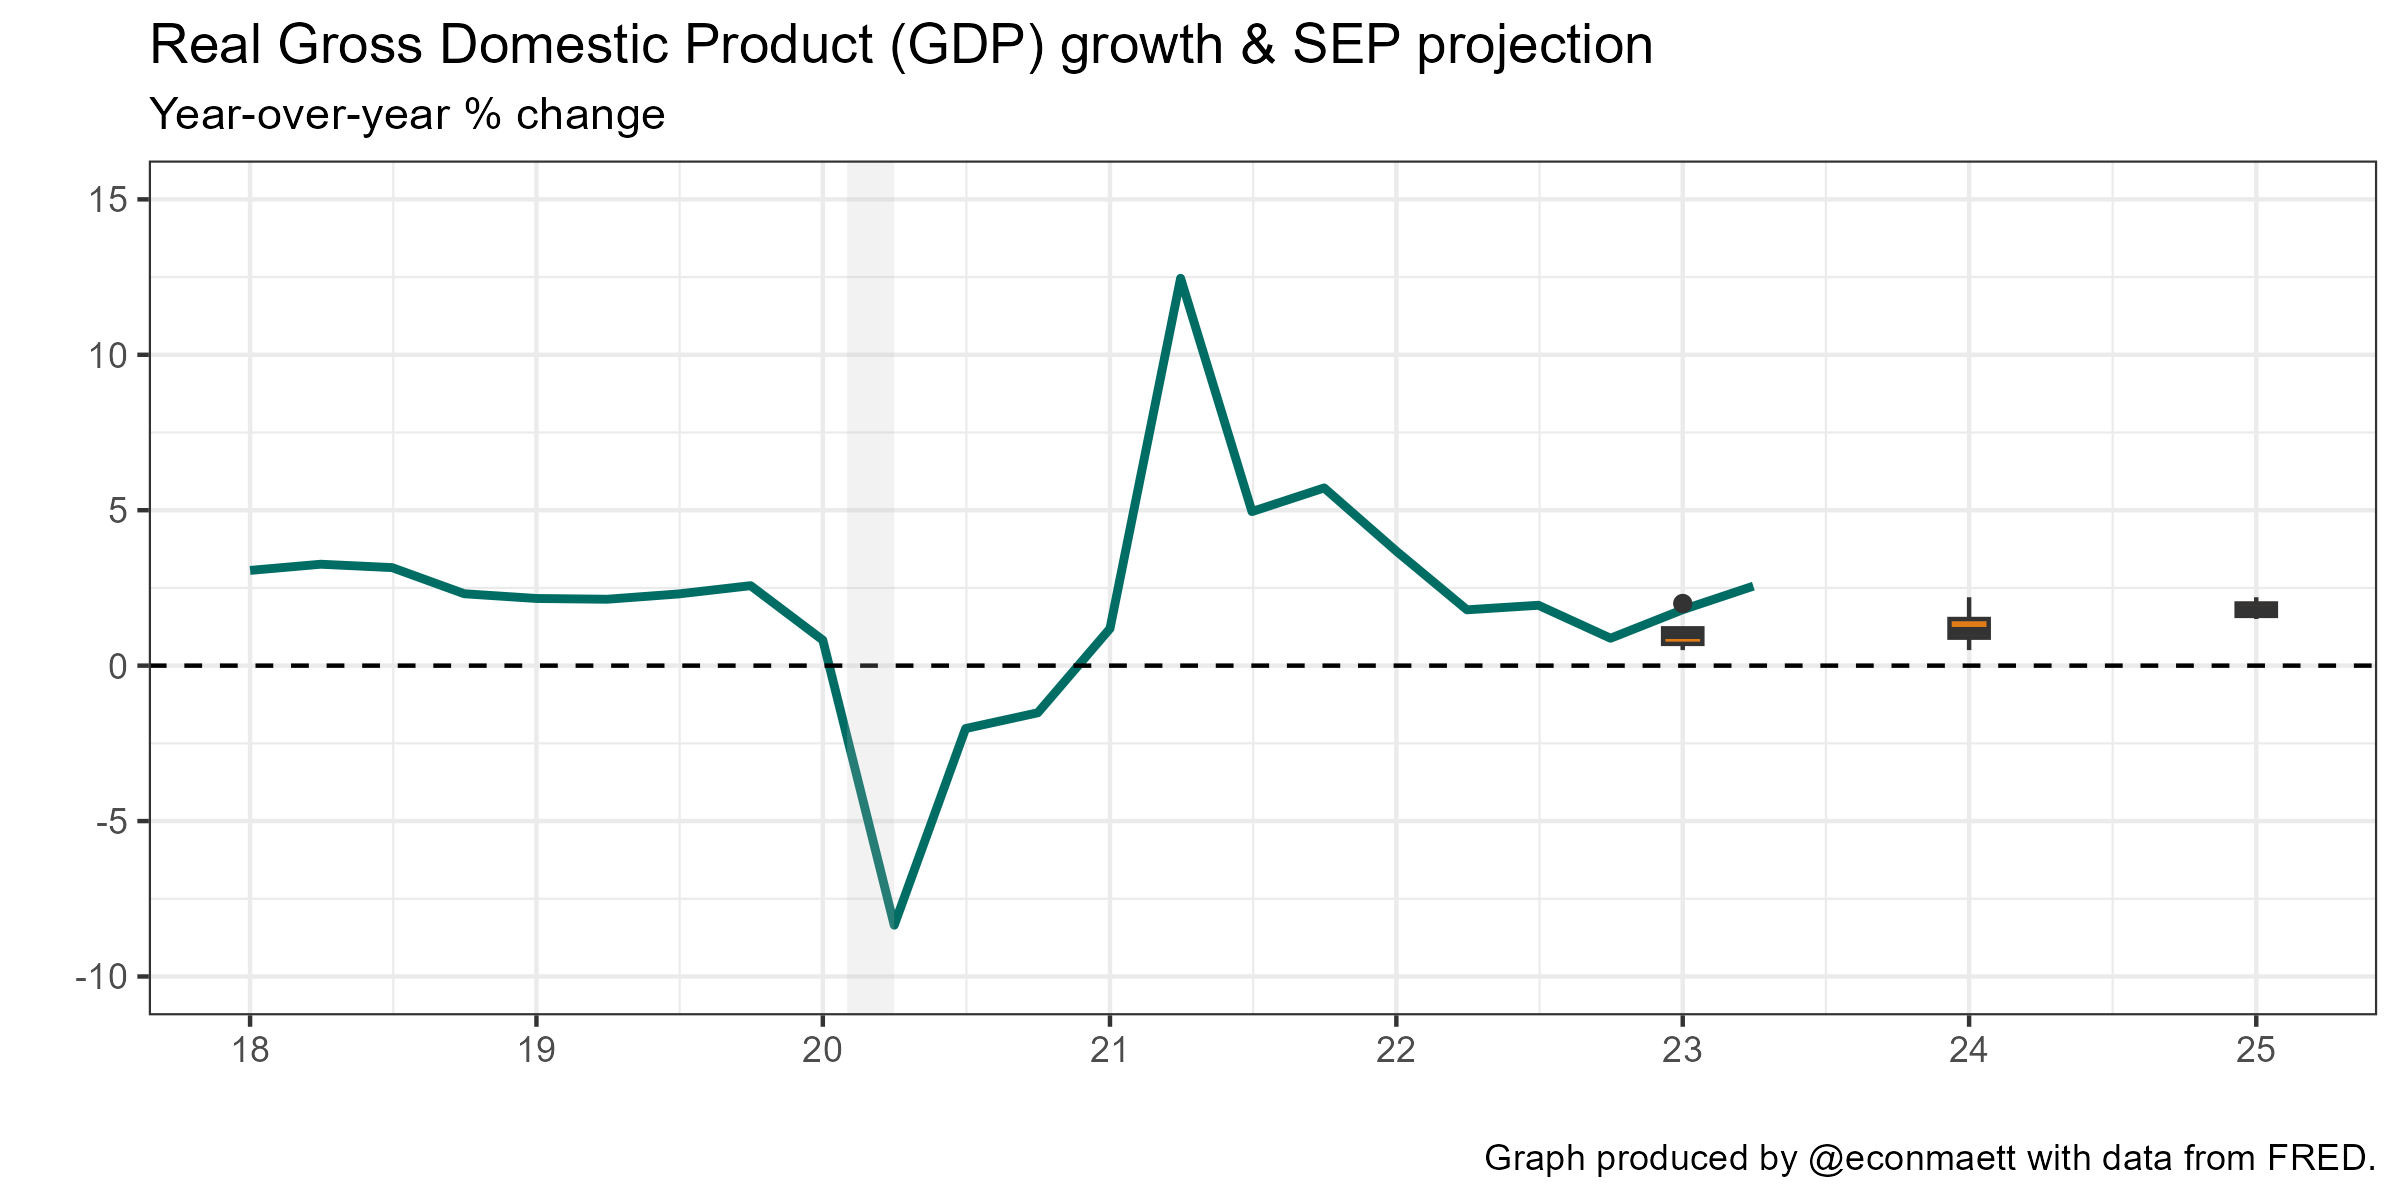 Real Gross Domestic Product (GDP) growth & SEP projection
Year-over-year % change
15
10
5
0
-5
-10
18 19 20 21 22 23 24 25
Graph produced by @econmaett with data from FRED.